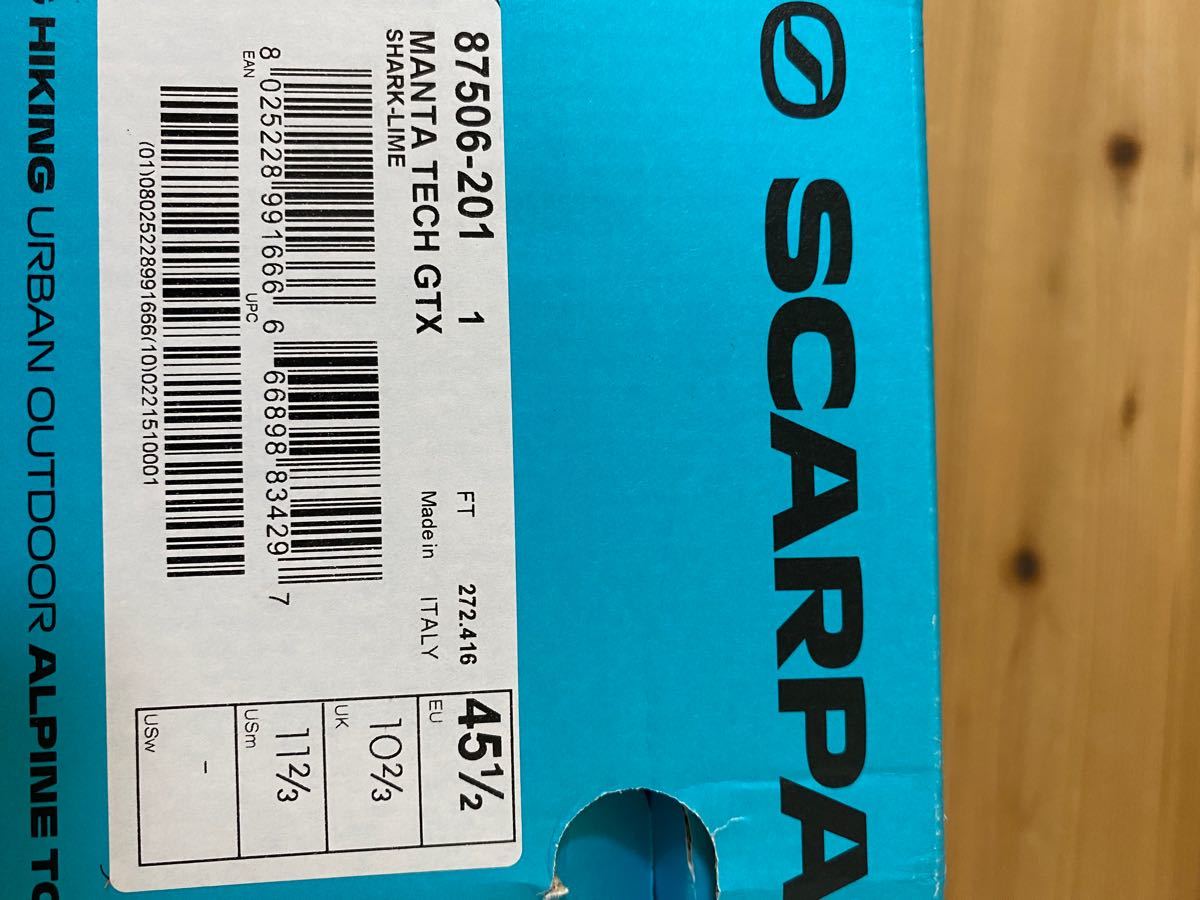 SCARPA
87506-201 1 FT 272.416
MANTA TECH GTX Made in ITALY
SHARK-LIME
EAN
8 025228 991666
UPC
6 66898 83429 7
(01)08025228991666(10)0221510001
EU
45½
UK
10⅔
USm
11⅔
USw
-
HIKING URBAN OUTDOOR ALPINE